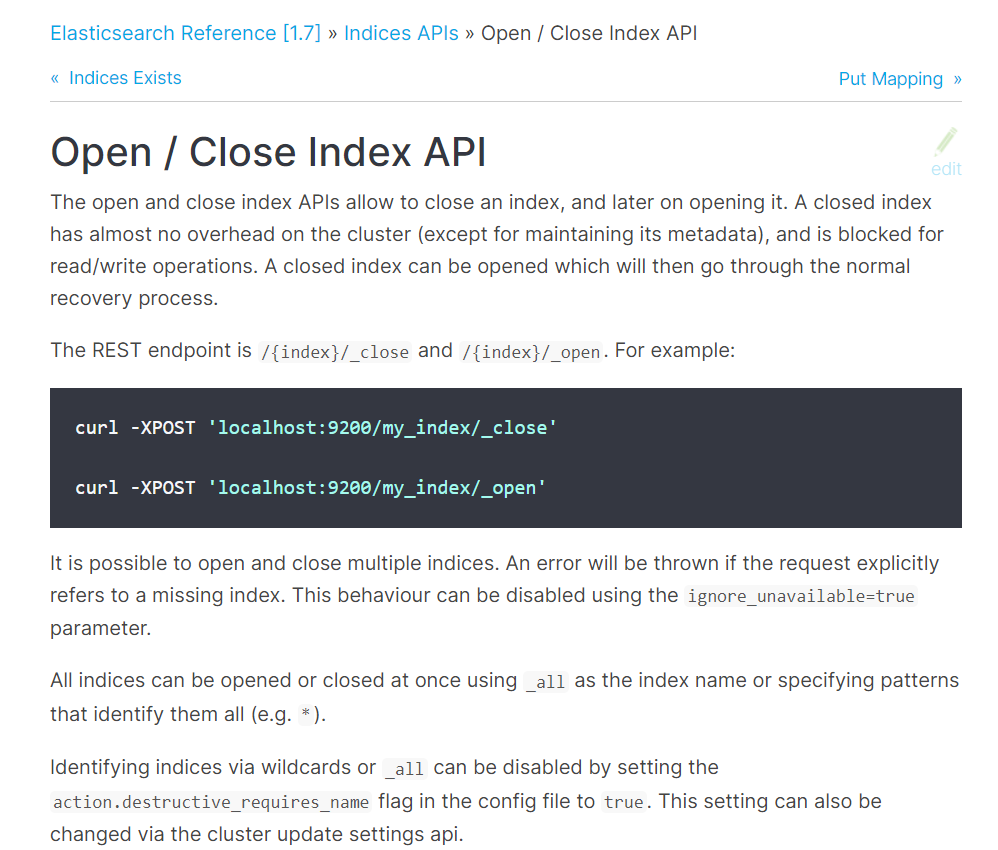 Elasticsearch Reference [1.7] » Indices APIs » Open / Close Index API
« Indices Exists
Put Mapping »
Open / Close Index API
edit
The open and close index APIs allow to close an index, and later on opening it. A closed index
has almost no overhead on the cluster (except for maintaining its metadata), and is blocked for
read/write operations. A closed index can be opened which will then go through the normal
recovery process.
The REST endpoint is /{index}/_close and /{index}/_open. For example:
curl -XPOST 'localhost:9200/my_index/_close'
curl -XPOST 'localhost:9200/my_index/_open'
It is possible to open and close multiple indices. An error will be thrown if the request explicitly
refers to a missing index. This behaviour can be disabled using the ignore_unavailable=true
parameter.
All indices can be opened or closed at once using _all as the index name or specifying patterns
that identify them all (e.g. *).
Identifying indices via wildcards or _all can be disabled by setting the
action.destructive_requires_name flag in the config file to true. This setting can also be
changed via the cluster update settings api.